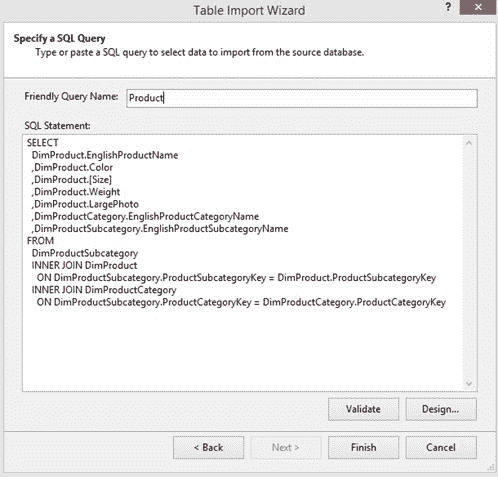 Table Import Wizard
? ×
Specify a SQL Query
Type or paste a SQL query to select data to import from the source database.
Friendly Query Name: Product
SQL Statement:
SELECT
DimProduct.EnglishProductName
,DimProduct.Color
,DimProduct.[Size]
,DimProduct.Weight
,DimProduct.LargePhoto
,DimProductCategory.EnglishProductCategoryName
,DimProductSubcategory.EnglishProductSubcategoryName
FROM
DimProductSubcategory
INNER JOIN DimProduct
ON DimProductSubcategory.ProductSubcategoryKey = DimProduct.ProductSubcategoryKey
INNER JOIN DimProductCategory
ON DimProductSubcategory.ProductCategoryKey = DimProductCategory.ProductCategoryKey
Validate Design...
< Back Next > Finish Cancel